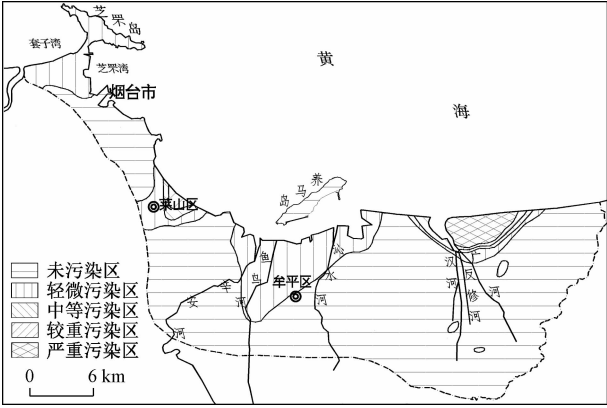 芝罘岛
套子湾
芝罘湾
烟台市
黄
海
莱山区
养马岛
鱼鸟河
辛安河
牟平区
沁水河
汉河
广河
反修河
未污染区
轻微污染区
中等污染区
较重污染区
严重污染区
0 6 km